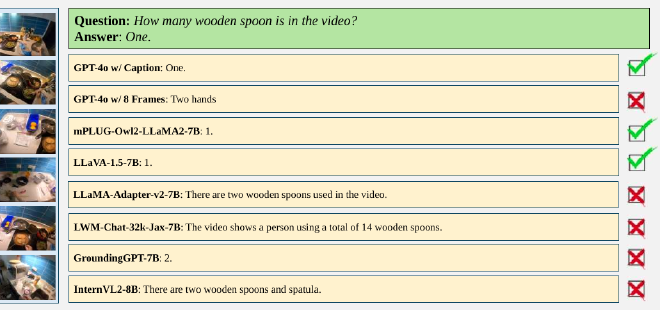 Question: How many wooden spoon is in the video?
Answer: One.
GPT-4o w/ Caption: One.
GPT-4o w/ 8 Frames: Two hands
mPLUG-Owl2-LLaMA2-7B: 1.
LLaVA-1.5-7B: 1.
LLaMA-Adapter-v2-7B: There are two wooden spoons used in the video.
LWM-Chat-32k-Jax-7B: The video shows a person using a total of 14 wooden spoons.
GroundingGPT-7B: 2.
InternVL2-8B: There are two wooden spoons and spatula.